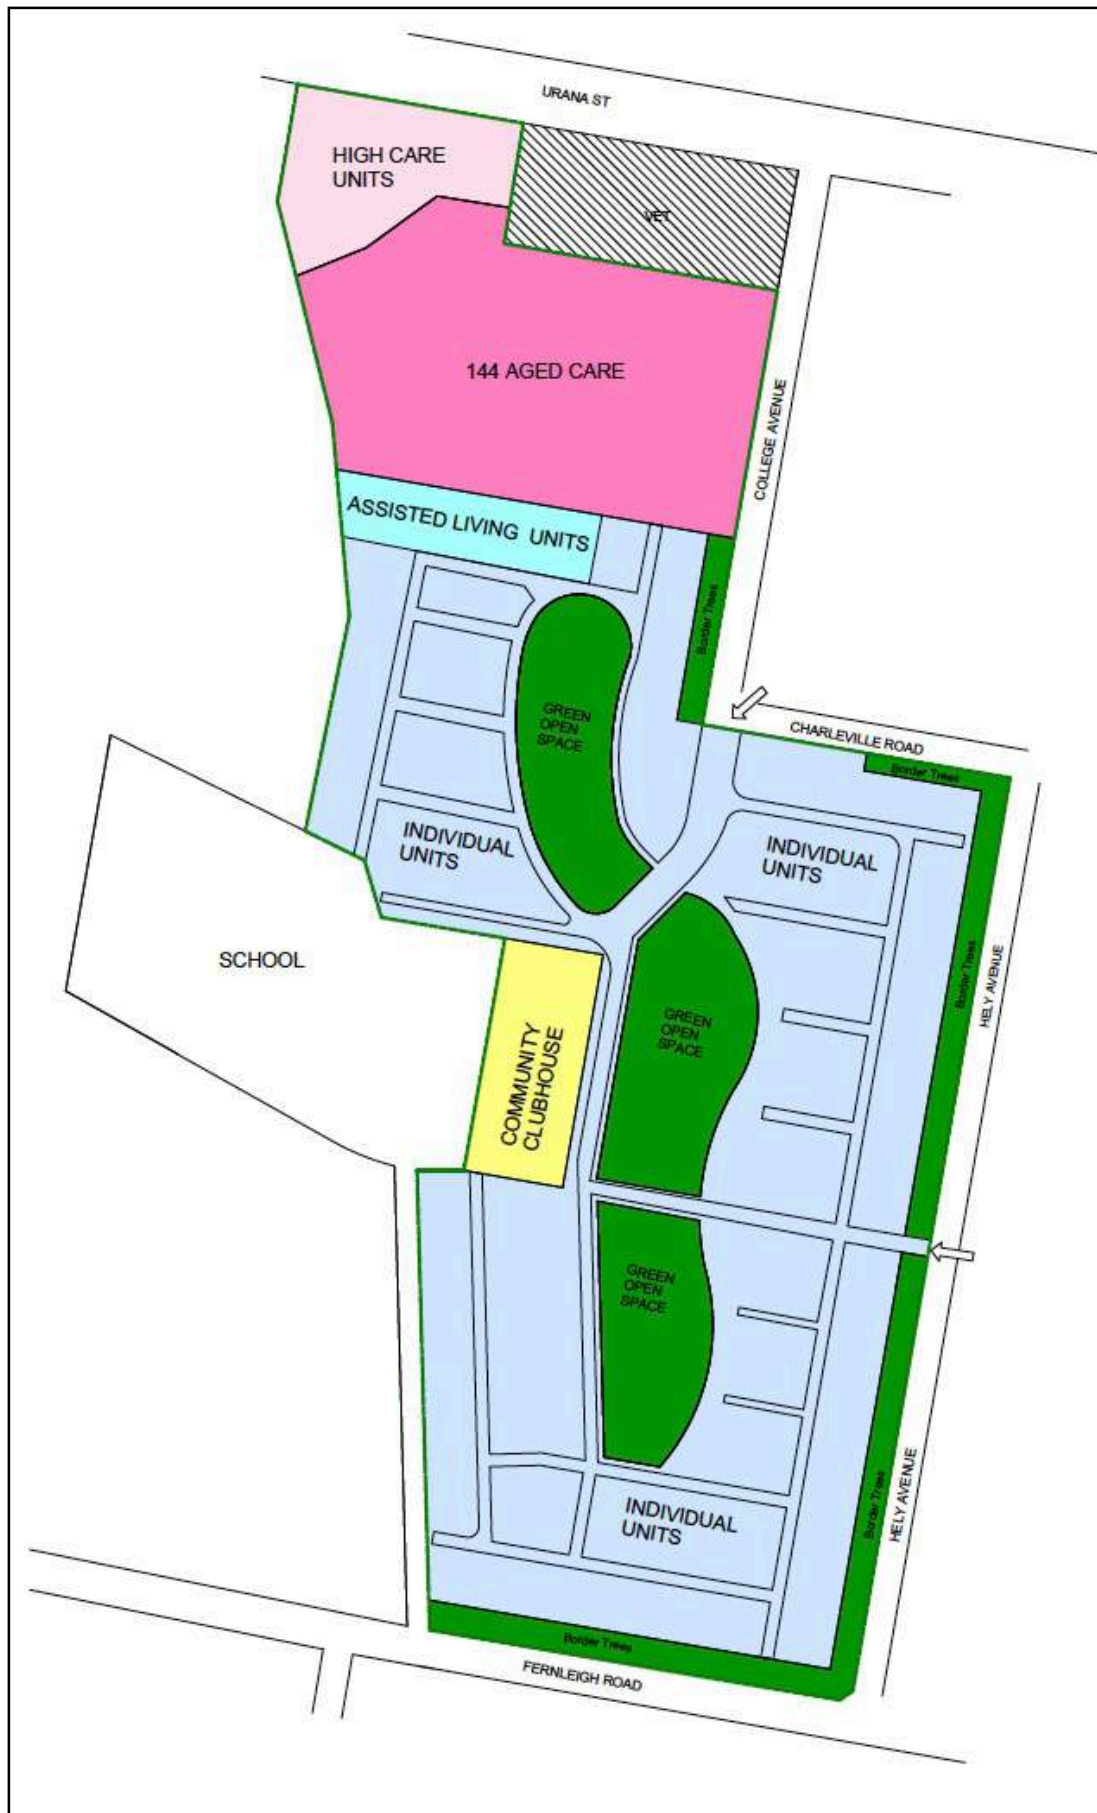 URANA ST
HIGH CARE
UNITS
VET
144 AGED CARE
COLLEGE AVENUE
ASSISTED LIVING UNITS
Border Trees
GREEN
OPEN
SPACE
CHARLEVILLE ROAD
Border Trees
INDIVIDUAL
UNITS
INDIVIDUAL
UNITS
SCHOOL
Border Trees
HELY AVENUE
GREEN
OPEN
SPACE
COMMUNITY
CLUBHOUSE
GREEN
OPEN
SPACE
INDIVIDUAL
UNITS
Border Trees
HELY AVENUE
Border Trees
FERNLEIGH ROAD